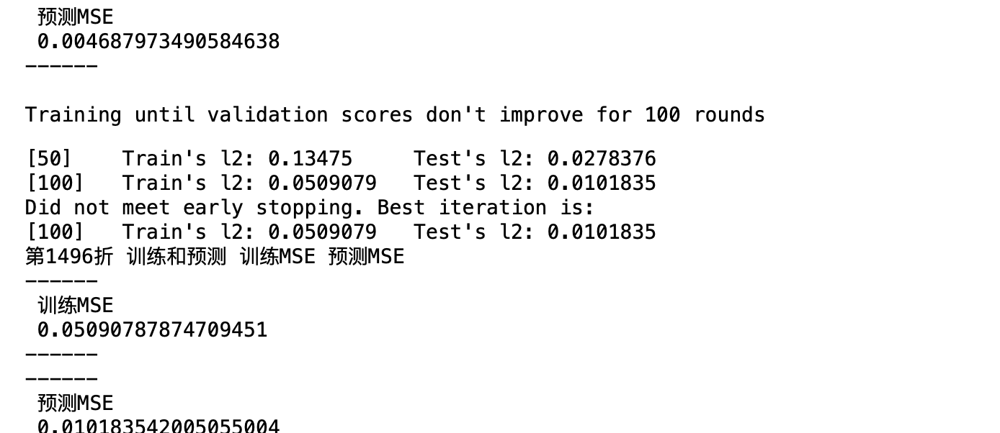 预测MSE
0.004687973490584638
------
Training until validation scores don't improve for 100 rounds
[50]	Train's l2: 0.13475	Test's l2: 0.0278376
[100]	Train's l2: 0.0509079	Test's l2: 0.0101835
Did not meet early stopping. Best iteration is:
[100]	Train's l2: 0.0509079	Test's l2: 0.0101835
第1496折 训练和预测 训练MSE 预测MSE
------
训练MSE
0.05090787874709451
------
------
预测MSE
0.010183542005055004